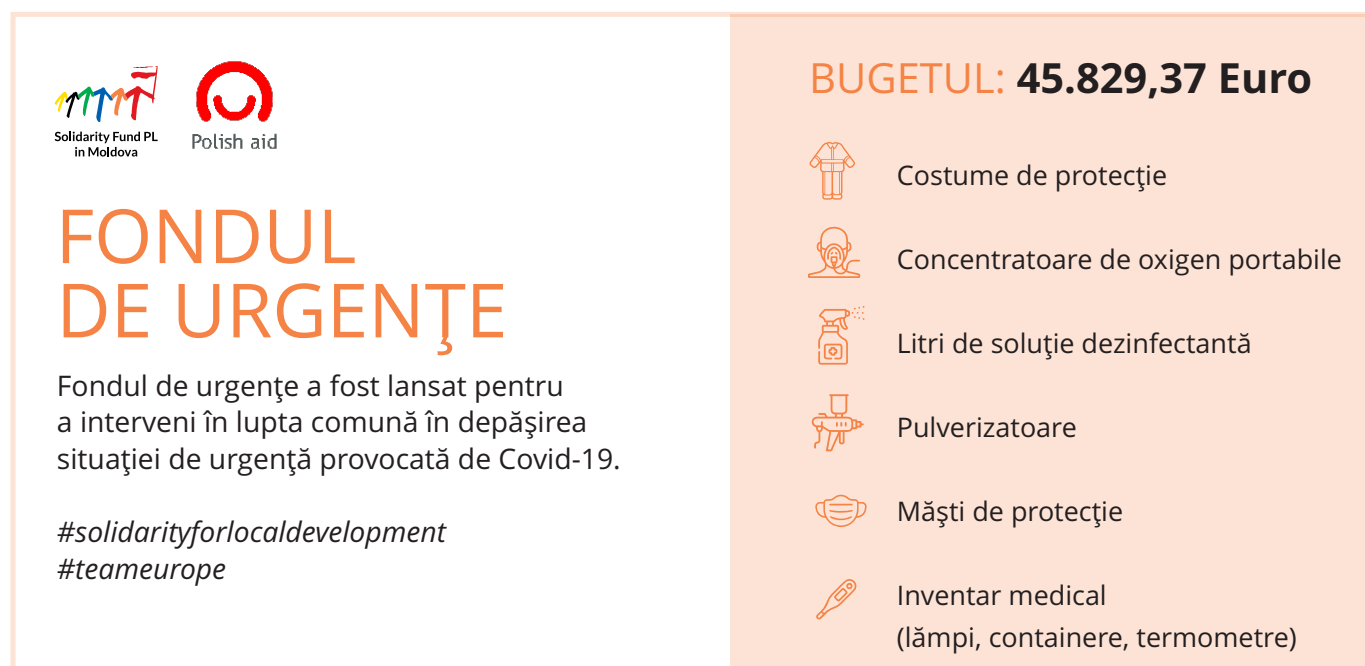 Solidarity Fund PL
in Moldova
Polish aid
FONDUL
DE URGENŢE
Fondul de urgenţe a fost lansat pentru
a interveni în lupta comună în depăşirea
situaţiei de urgenţă provocată de Covid-19.
#solidarityforlocaldevelopment
#teameurope
BUGETUL: 45.829,37 Euro
Costume de protecţie
Concentratoare de oxigen portabile
Litri de soluţie dezinfectantă
Pulverizatoare
Măşti de protecţie
Inventar medical
(lămpi, containere, termometre)